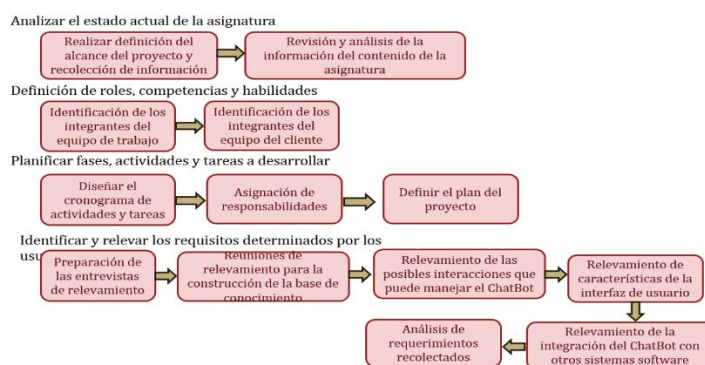 Analizar el estado actual de la asignatura
Realizar definición del
alcance del proyecto y
recolección de información
Revisión y análisis de la
información del contenido de la
asignatura
Definición de roles, competencias y habilidades
Identificación de los
integrantes del
equipo de trabajo
Identificación de los
integrantes del
equipo del cliente
Planificar fases, actividades y tareas a desarrollar
Diseñar el
cronograma de
actividades y tareas
Asignación de
responsabilidades
Definir el plan del
proyecto
Identificar y relevar los requisitos determinados por los
Preparación de
las entrevistas
de relevamiento
Reuniones de
relevamiento para la
construcción de la base de
conocimiento
Relevamiento de las
posibles interacciones que
puede manejar el ChatBot
Relevamiento de
características de la
interfaz de usuario
Relevamiento de la
integración del ChatBot con
otros sistemas software
Análisis de
requerimientos
recolectados